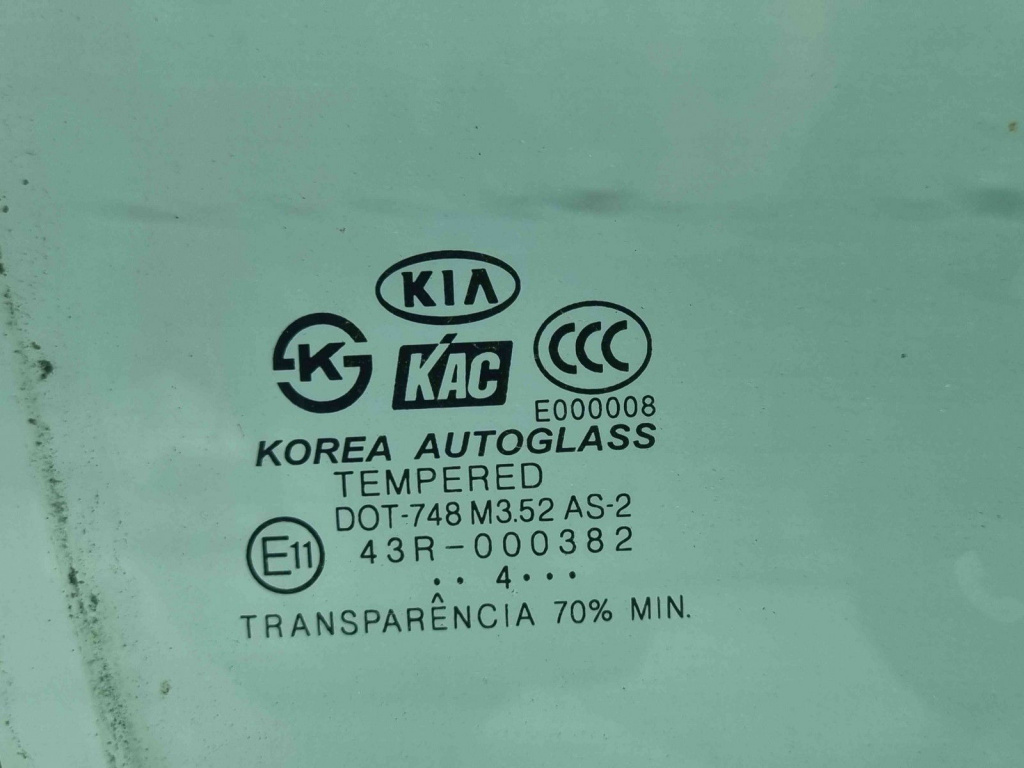 KIA
K
KAC
CCC
E000008
KOREA AUTOGLASS
TEMPERED
DOT-748 M3.52 AS-2
E11
43R-000382
•• 4•••
TRANSPARÊNCIA 70% MIN.